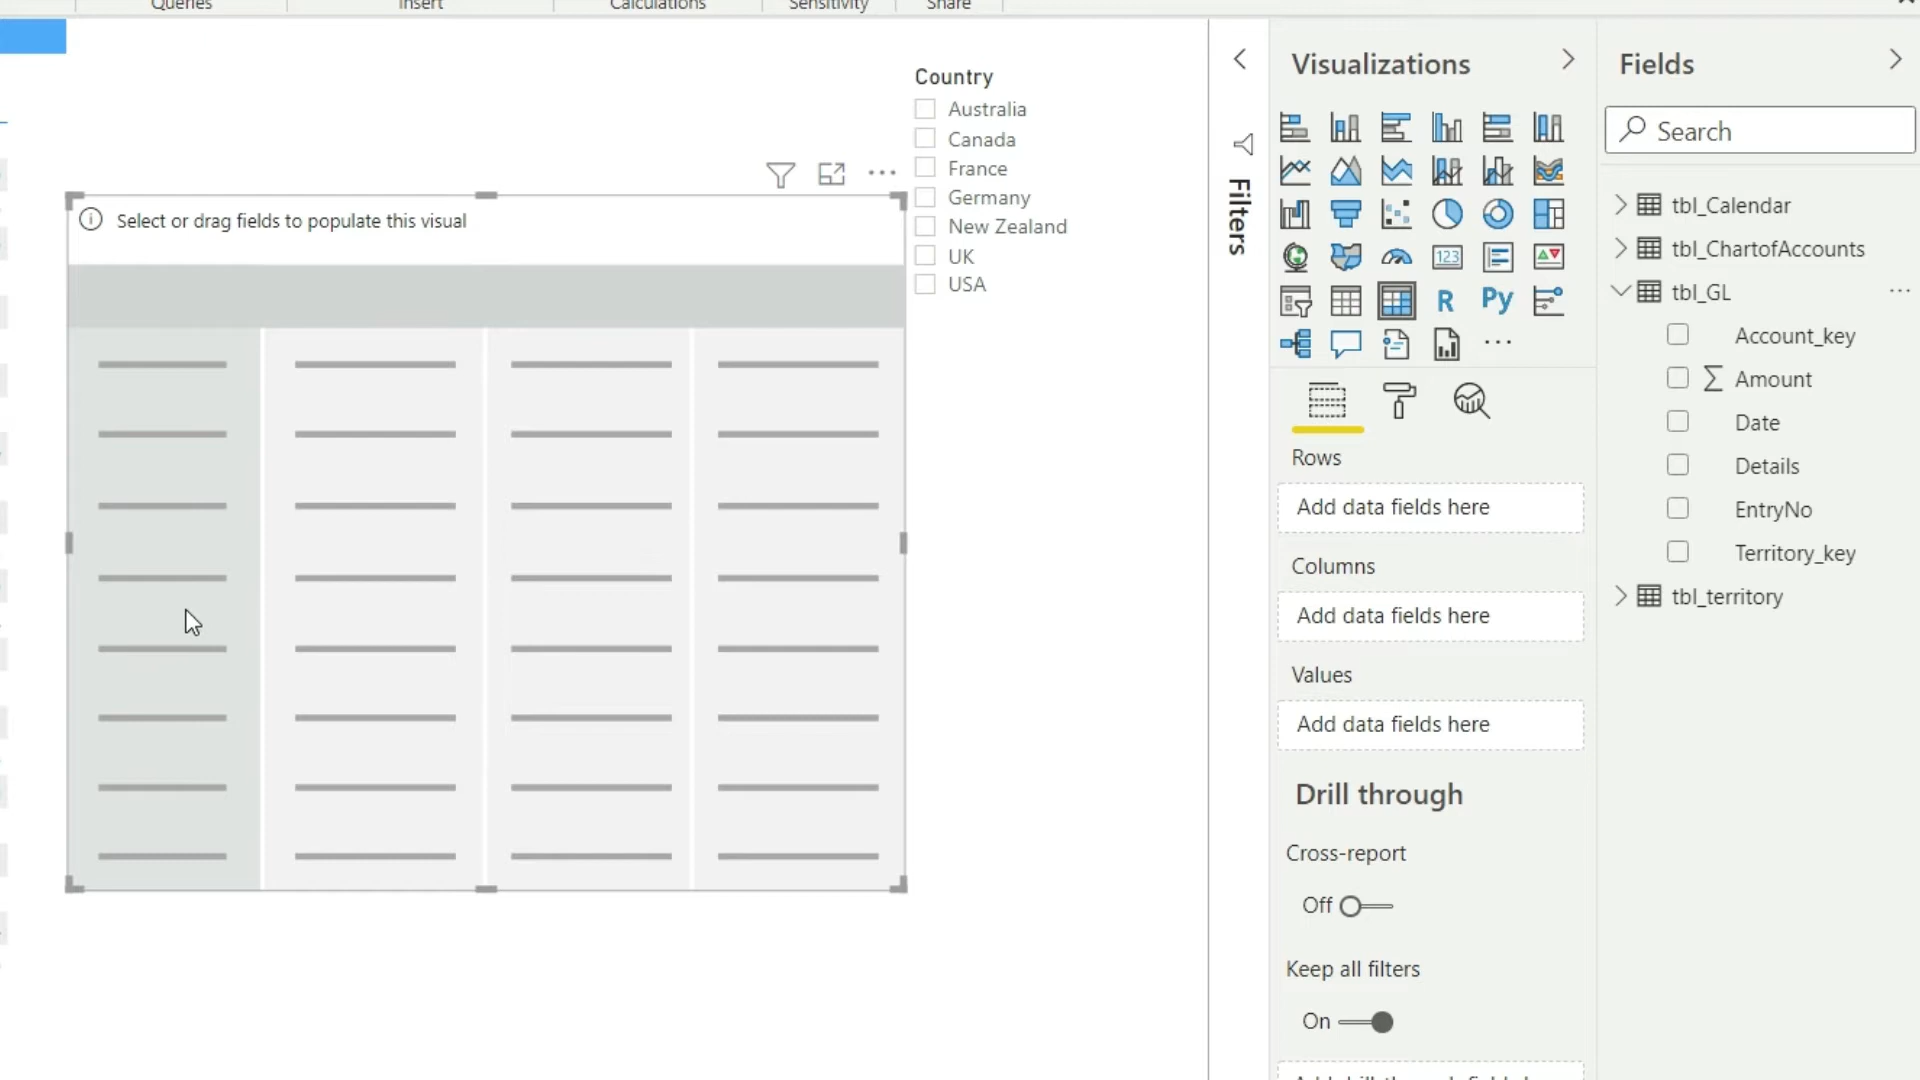 Queries
Insert
Calculations
Sensitivity
Share
Country
Australia
Canada
France
Germany
New Zealand
UK
USA
Select or drag fields to populate this visual
Filters
Visualizations
123
R
Py
Rows
Add data fields here
Columns
Add data fields here
Values
Add data fields here
Drill through
Cross-report
Off
Keep all filters
On
Fields
Search
tbl_Calendar
tbl_ChartofAccounts
tbl_GL
Account_key
Σ Amount
Date
Details
EntryNo
Territory_key
tbl_territory